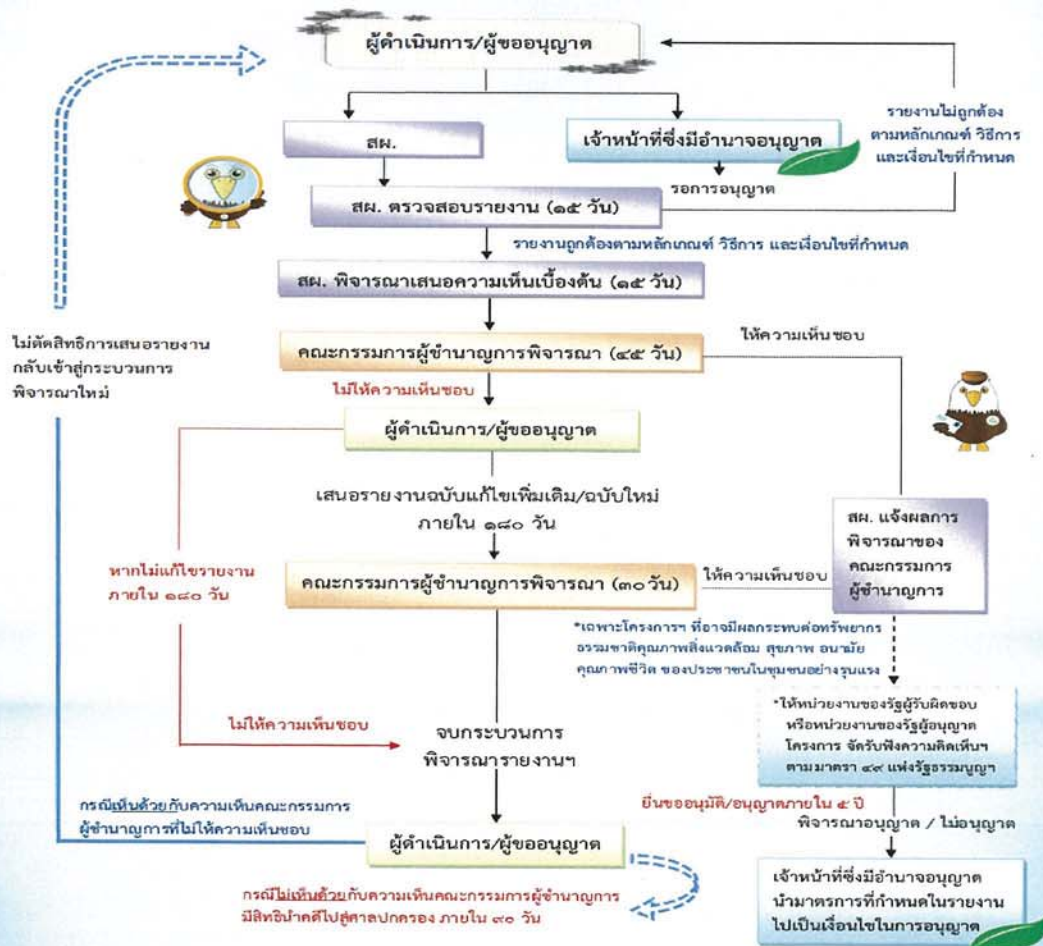 ผู้ดำเนินการ/ผู้ขออนุญาต
สผ.
เจ้าหน้าที่ซึ่งมีอำนาจอนุญาต
รายงานไม่ถูกต้อง
ตามหลักเกณฑ์ วิธีการ
และเงื่อนไขที่กำหนด
รอการอนุญาต
สผ. ตรวจสอบรายงาน (๑๕ วัน)
รายงานถูกต้องตามหลักเกณฑ์ วิธีการ และเงื่อนไขที่กำหนด
สผ. พิจารณาเสนอความเห็นเบื้องต้น (๑๕ วัน)
ไม่ตัดสิทธิการเสนอรายงาน
กลับเข้าสู่กระบวนการ
พิจารณาใหม่
คณะกรรมการผู้ชำนาญการพิจารณา (๔๕ วัน)
ให้ความเห็นชอบ
ไม่ให้ความเห็นชอบ
ผู้ดำเนินการ/ผู้ขออนุญาต
เสนอรายงานฉบับแก้ไขเพิ่มเติม/ฉบับใหม่
ภายใน ๑๘๐ วัน
สผ. แจ้งผลการ
พิจารณาของ
คณะกรรมการ
ผู้ชำนาญการ
หากไม่แก้ไขรายงาน
ภายใน ๑๘๐ วัน
คณะกรรมการผู้ชำนาญการพิจารณา (๓๐ วัน)
ให้ความเห็นชอบ
*เฉพาะโครงการฯ ที่อาจมีผลกระทบต่อทรัพยากร
ธรรมชาติคุณภาพสิ่งแวดล้อม สุขภาพ อนามัย
คุณภาพชีวิต ของประชาชนในชุมชนอย่างรุนแรง
*ให้หน่วยงานของรัฐผู้รับผิดชอบ
หรือหน่วยงานของรัฐผู้อนุญาต
โครงการ จัดรับฟังความคิดเห็นฯ
ตามมาตรา ๔๙ แห่งรัฐธรรมนูญฯ
ไม่ให้ความเห็นชอบ
จบกระบวนการ
พิจารณารายงานฯ
กรณีเห็นด้วยกับความเห็นคณะกรรมการ
ผู้ชำนาญการที่ไม่ให้ความเห็นชอบ
ยื่นขออนุมัติ/อนุญาตภายใน ๕ ปี
พิจารณาอนุญาต / ไม่อนุญาต
ผู้ดำเนินการ/ผู้ขออนุญาต
กรณีไม่เห็นด้วยกับความเห็นคณะกรรมการผู้ชำนาญการ
มีสิทธินำคดีไปสู่ศาลปกครอง ภายใน ๙๐ วัน
เจ้าหน้าที่ซึ่งมีอำนาจอนุญาต
นำมาตรการที่กำหนดในรายงาน
ไปเป็นเงื่อนไขในการอนุญาต